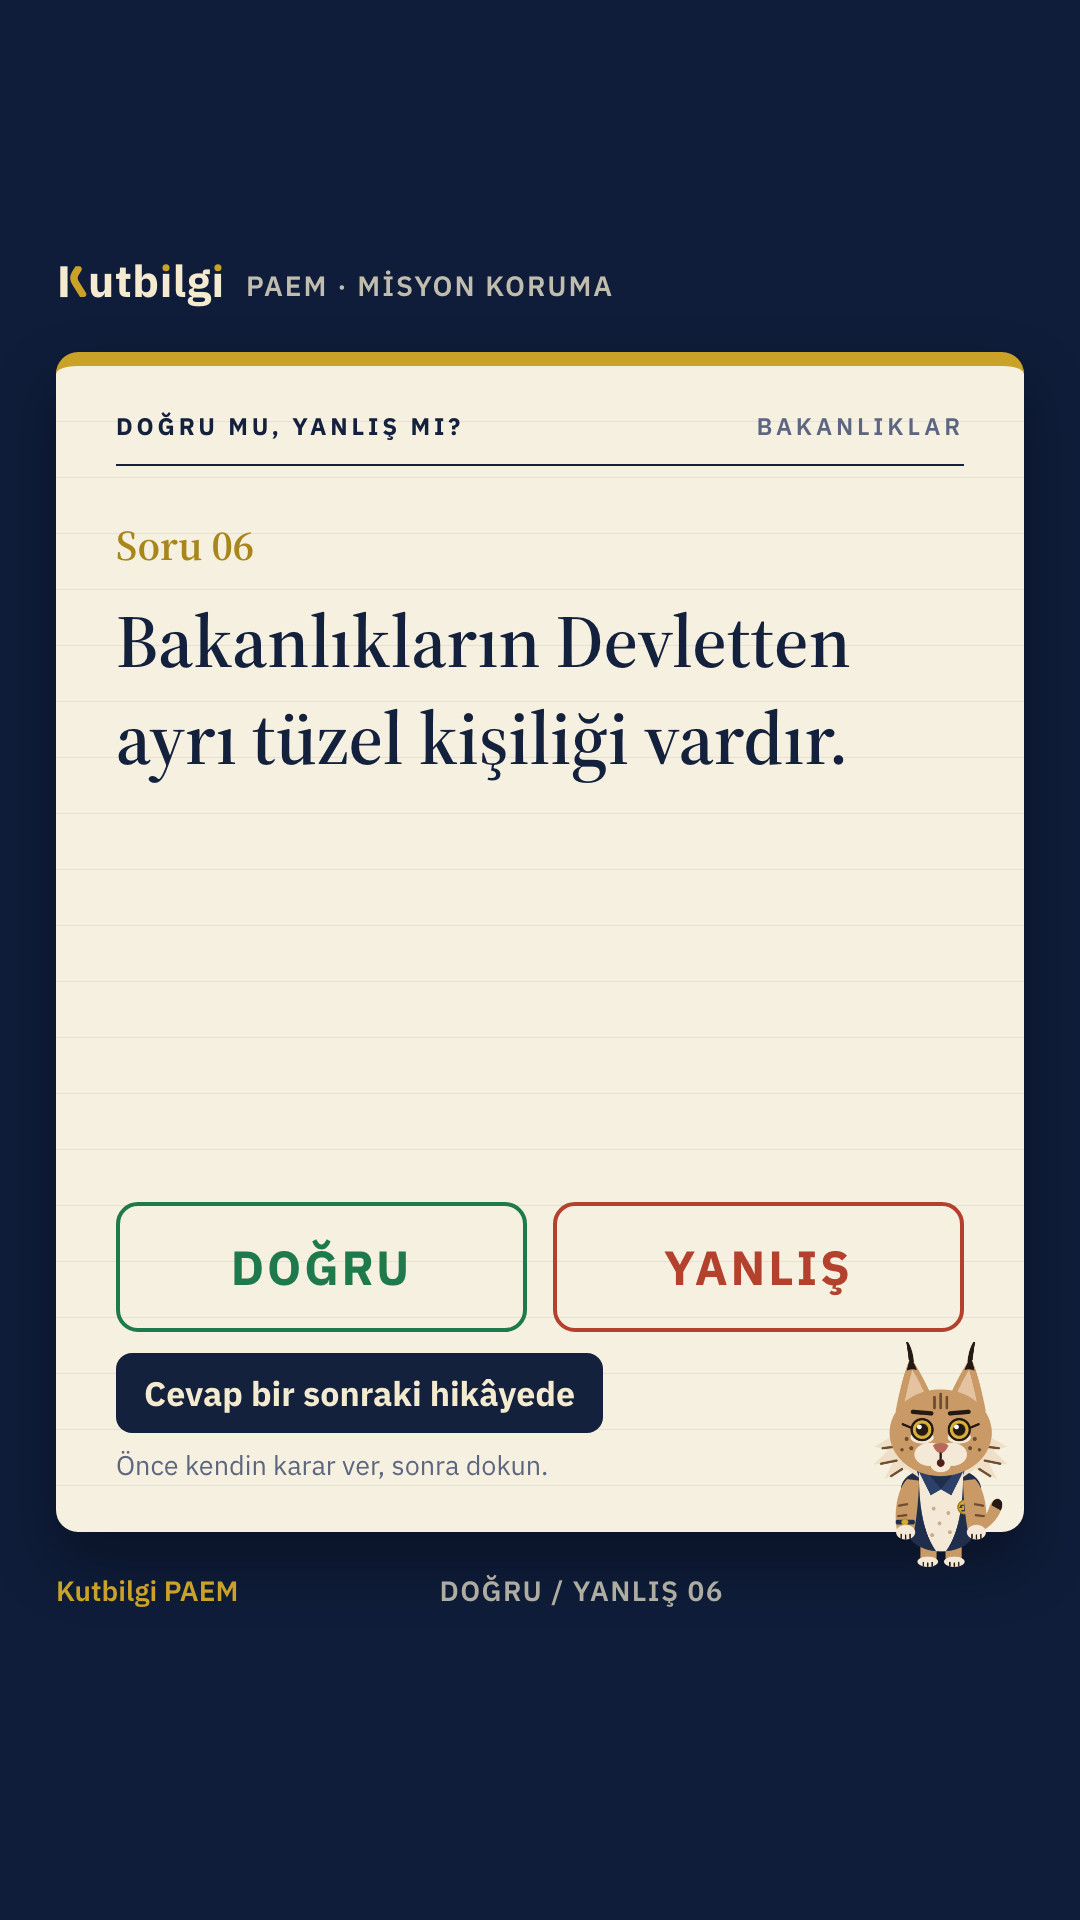 Kutbilgi PAEM · MİSYON KORUMA
DOĞRU MU, YANLIŞ MI? BAKANLIKLAR
Soru 06
Bakanlıkların Devletten
ayrı tüzel kişiliği vardır.
DOĞRU YANLIŞ
Cevap bir sonraki hikâyede
Önce kendin karar ver, sonra dokun.
Kutbilgi PAEM DOĞRU / YANLIŞ 06